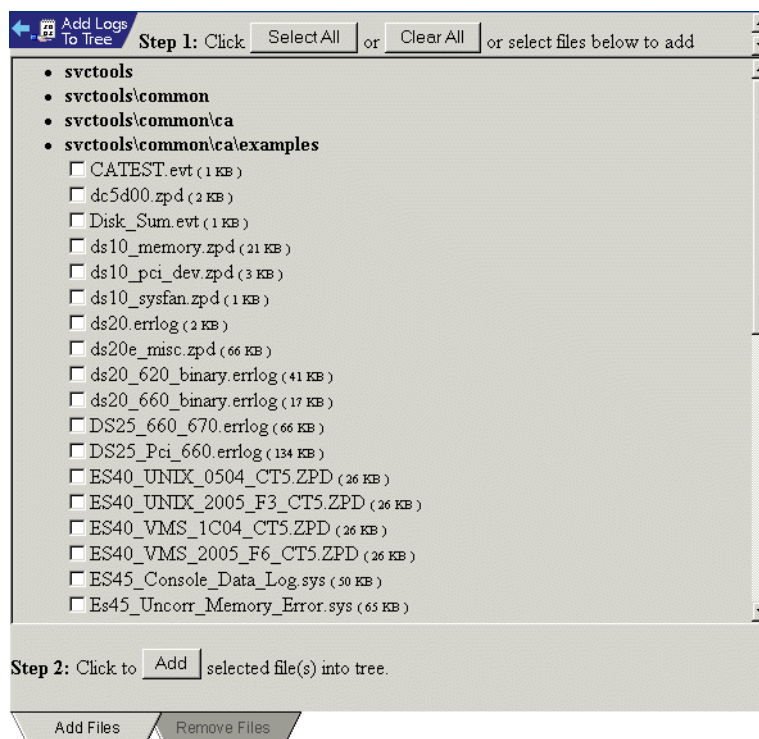 Add Logs
To Tree
Step 1: Click Select All or Clear All or select files below to add
• svctools
• svctools\common
• svctools\common\ca
• svctools\common\ca\examples
CATEST.evt ( 1 KB )
dc5d00.zpd ( 2 KB )
Disk_Sum.evt ( 1 KB )
ds10_memory.zpd ( 21 KB )
ds10_pci_dev.zpd ( 3 KB )
ds10_sysfan.zpd ( 1 KB )
ds20.errlog ( 2 KB )
ds20e_misc.zpd ( 66 KB )
ds20_620_binary.errlog ( 41 KB )
ds20_660_binary.errlog ( 17 KB )
DS25_660_670.errlog ( 66 KB )
DS25_Pci_660.errlog ( 134 KB )
ES40_UNIX_0504_CT5.ZPD ( 26 KB )
ES40_UNIX_2005_F3_CT5.ZPD ( 26 KB )
ES40_VMS_1C04_CT5.ZPD ( 26 KB )
ES40_VMS_2005_F6_CT5.ZPD ( 26 KB )
ES45_Console_Data_Log.sys ( 50 KB )
Es45_Uncorr_Memory_Error.sys ( 65 KB )
Step 2: Click to Add selected file(s) into tree.
Add Files Remove Files